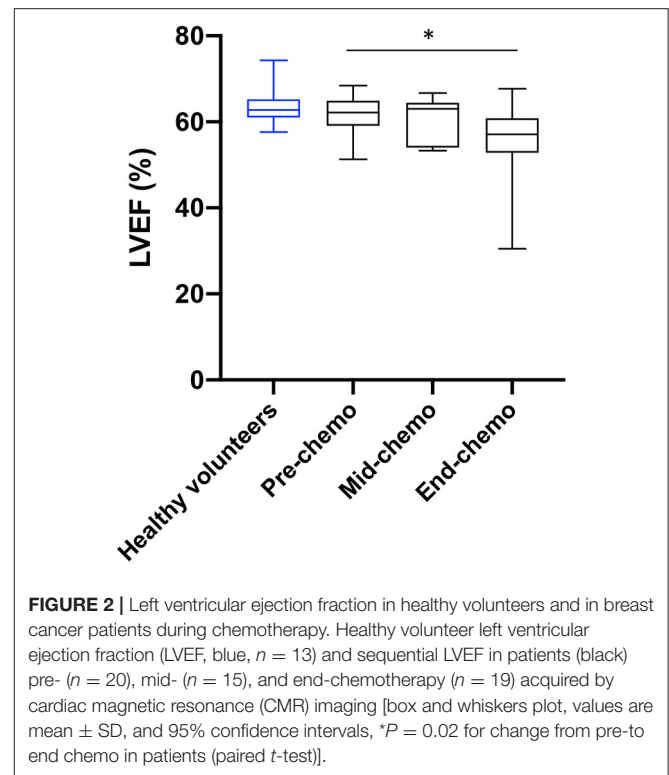 80
*
60
LVEF (%)
40
20
0
Healthy volunteers
Pre-chemo
Mid-chemo
End-chemo
FIGURE 2 | Left ventricular ejection fraction in healthy volunteers and in breast
cancer patients during chemotherapy. Healthy volunteer left ventricular
ejection fraction (LVEF, blue, n = 13) and sequential LVEF in patients (black)
pre- (n = 20), mid- (n = 15), and end-chemotherapy (n = 19) acquired by
cardiac magnetic resonance (CMR) imaging [box and whiskers plot, values are
mean ± SD, and 95% confidence intervals, *P = 0.02 for change from pre-to
end chemo in patients (paired t-test)].